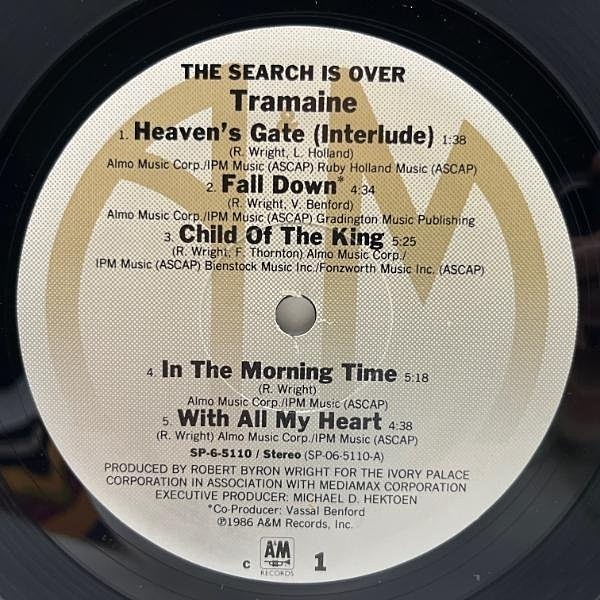 THE SEARCH IS OVER
Tramaine
1. Heaven's Gate (Interlude) 1:38
(R. Wright, L. Holland)
Almo Music Corp./IPM Music (ASCAP) Ruby Holland Music (ASCAP)
2. Fall Down* 4:34
(R. Wright, V. Benford)
Almo Music Corp./IPM Music (ASCAP) Gradington Music Publishing
3. Child Of The King 5:25
(R. Wright, F. Thornton) Almo Music Corp./
IPM Music (ASCAP) Bienstock Music Inc./Fonzworth Music Inc. (ASCAP)
4. In The Morning Time 5:18
(R. Wright)
Almo Music Corp./IPM Music (ASCAP)
5. With All My Heart 4:38
(R. Wright) Almo Music Corp./IPM Music (ASCAP)
SP-6-5110 / Stereo (SP-06-5110-A)
PRODUCED BY ROBERT BYRON WRIGHT FOR THE IVORY PALACE
CORPORATION IN ASSOCIATION WITH MEDIAMAX CORPORATION
EXECUTIVE PRODUCER: MICHAEL D. HEKTOEN
*Co-Producer: Vassal Benford
℗1986 A&M Records, Inc.
A&M
RECORDS
C 1
A&M